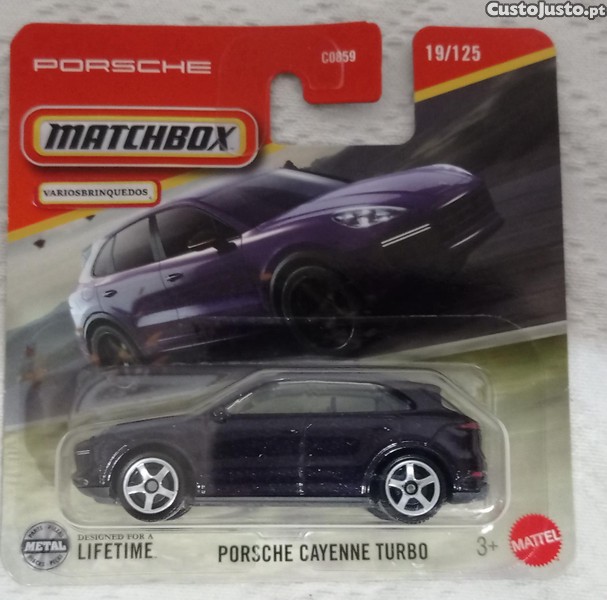 CustoJusto.pt
PORSCHE
C0859
19/125
MATCHBOX
VARIOSBRINQUEDOS
METAL
DESIGNED FOR A
LIFETIME
PORSCHE CAYENNE TURBO
3+
MATTEL